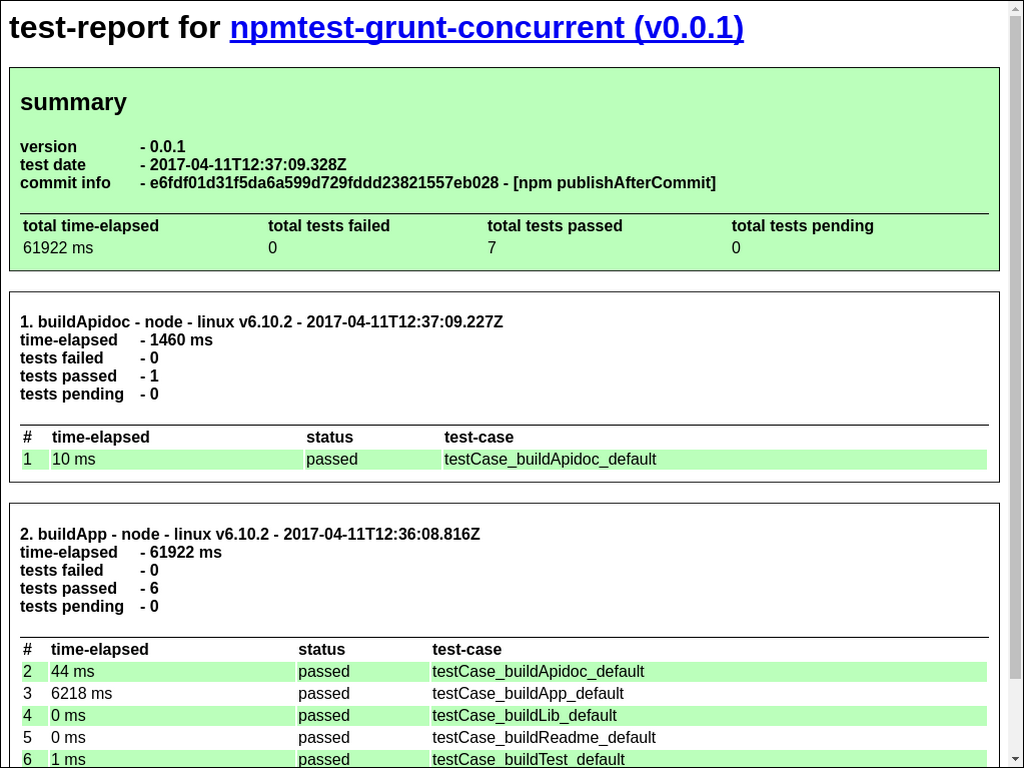 test-report for npmtest-grunt-concurrent (v0.0.1)
summary
version - 0.0.1
test date - 2017-04-11T12:37:09.328Z
commit info - e6fdf01d31f5da6a599d729fddd23821557eb028 - [npm publishAfterCommit]
total time-elapsed total tests failed total tests passed total tests pending
61922 ms 0 7 0
1. buildApidoc - node - linux v6.10.2 - 2017-04-11T12:37:09.227Z
time-elapsed - 1460 ms
tests failed - 0
tests passed - 1
tests pending - 0
# time-elapsed status test-case
1 10 ms passed testCase_buildApidoc_default
2. buildApp - node - linux v6.10.2 - 2017-04-11T12:36:08.816Z
time-elapsed - 61922 ms
tests failed - 0
tests passed - 6
tests pending - 0
# time-elapsed status test-case
2 44 ms passed testCase_buildApidoc_default
3 6218 ms passed testCase_buildApp_default
4 0 ms passed testCase_buildLib_default
5 0 ms passed testCase_buildReadme_default
6 1 ms passed testCase_buildTest_default